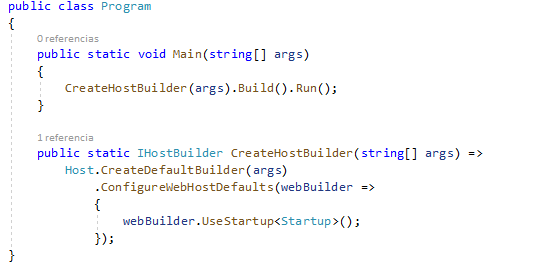 public class Program
{
0 referencias
public static void Main(string[] args)
{
CreateHostBuilder(args).Build().Run();
}
1 referencia
public static IHostBuilder CreateHostBuilder(string[] args) =>
Host.CreateDefaultBuilder(args)
.ConfigureWebHostDefaults(webBuilder =>
{
webBuilder.UseStartup<Startup>();
});
}